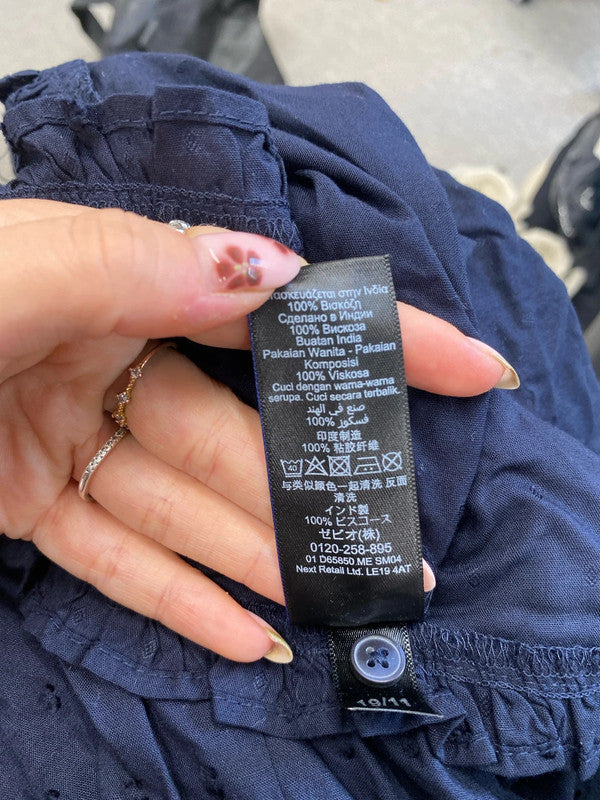 Κατασκευάζεται στην Ινδία
100% Βισκόζη
Сделано в Индии
100% Вискоза
Buatan India
Pakaian Wanita - Pakaian
Komposisi
100% Viskosa
Cuci dengan warna-warna
serupa. Cuci secara terbalik.
صنع في الهند
100% فسكوز
印度制造
100% 粘胶纤维
40
与类似颜色一起清洗 反面
清洗
インド製
100% ビスコース
ゼビオ(株)
0120-258-895
01 D65850 ME SM04
Next Retail Ltd. LE19 4AT
19/11